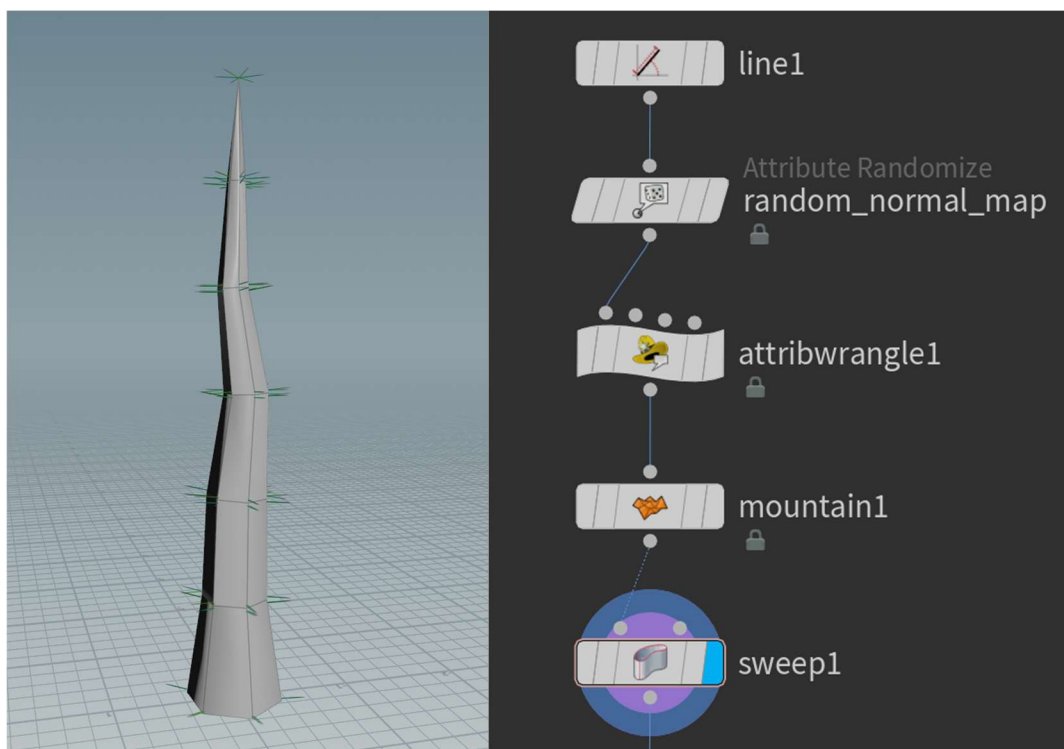 line1
Attribute Randomize
random_normal_map
attribwrangle1
mountain1
sweep1